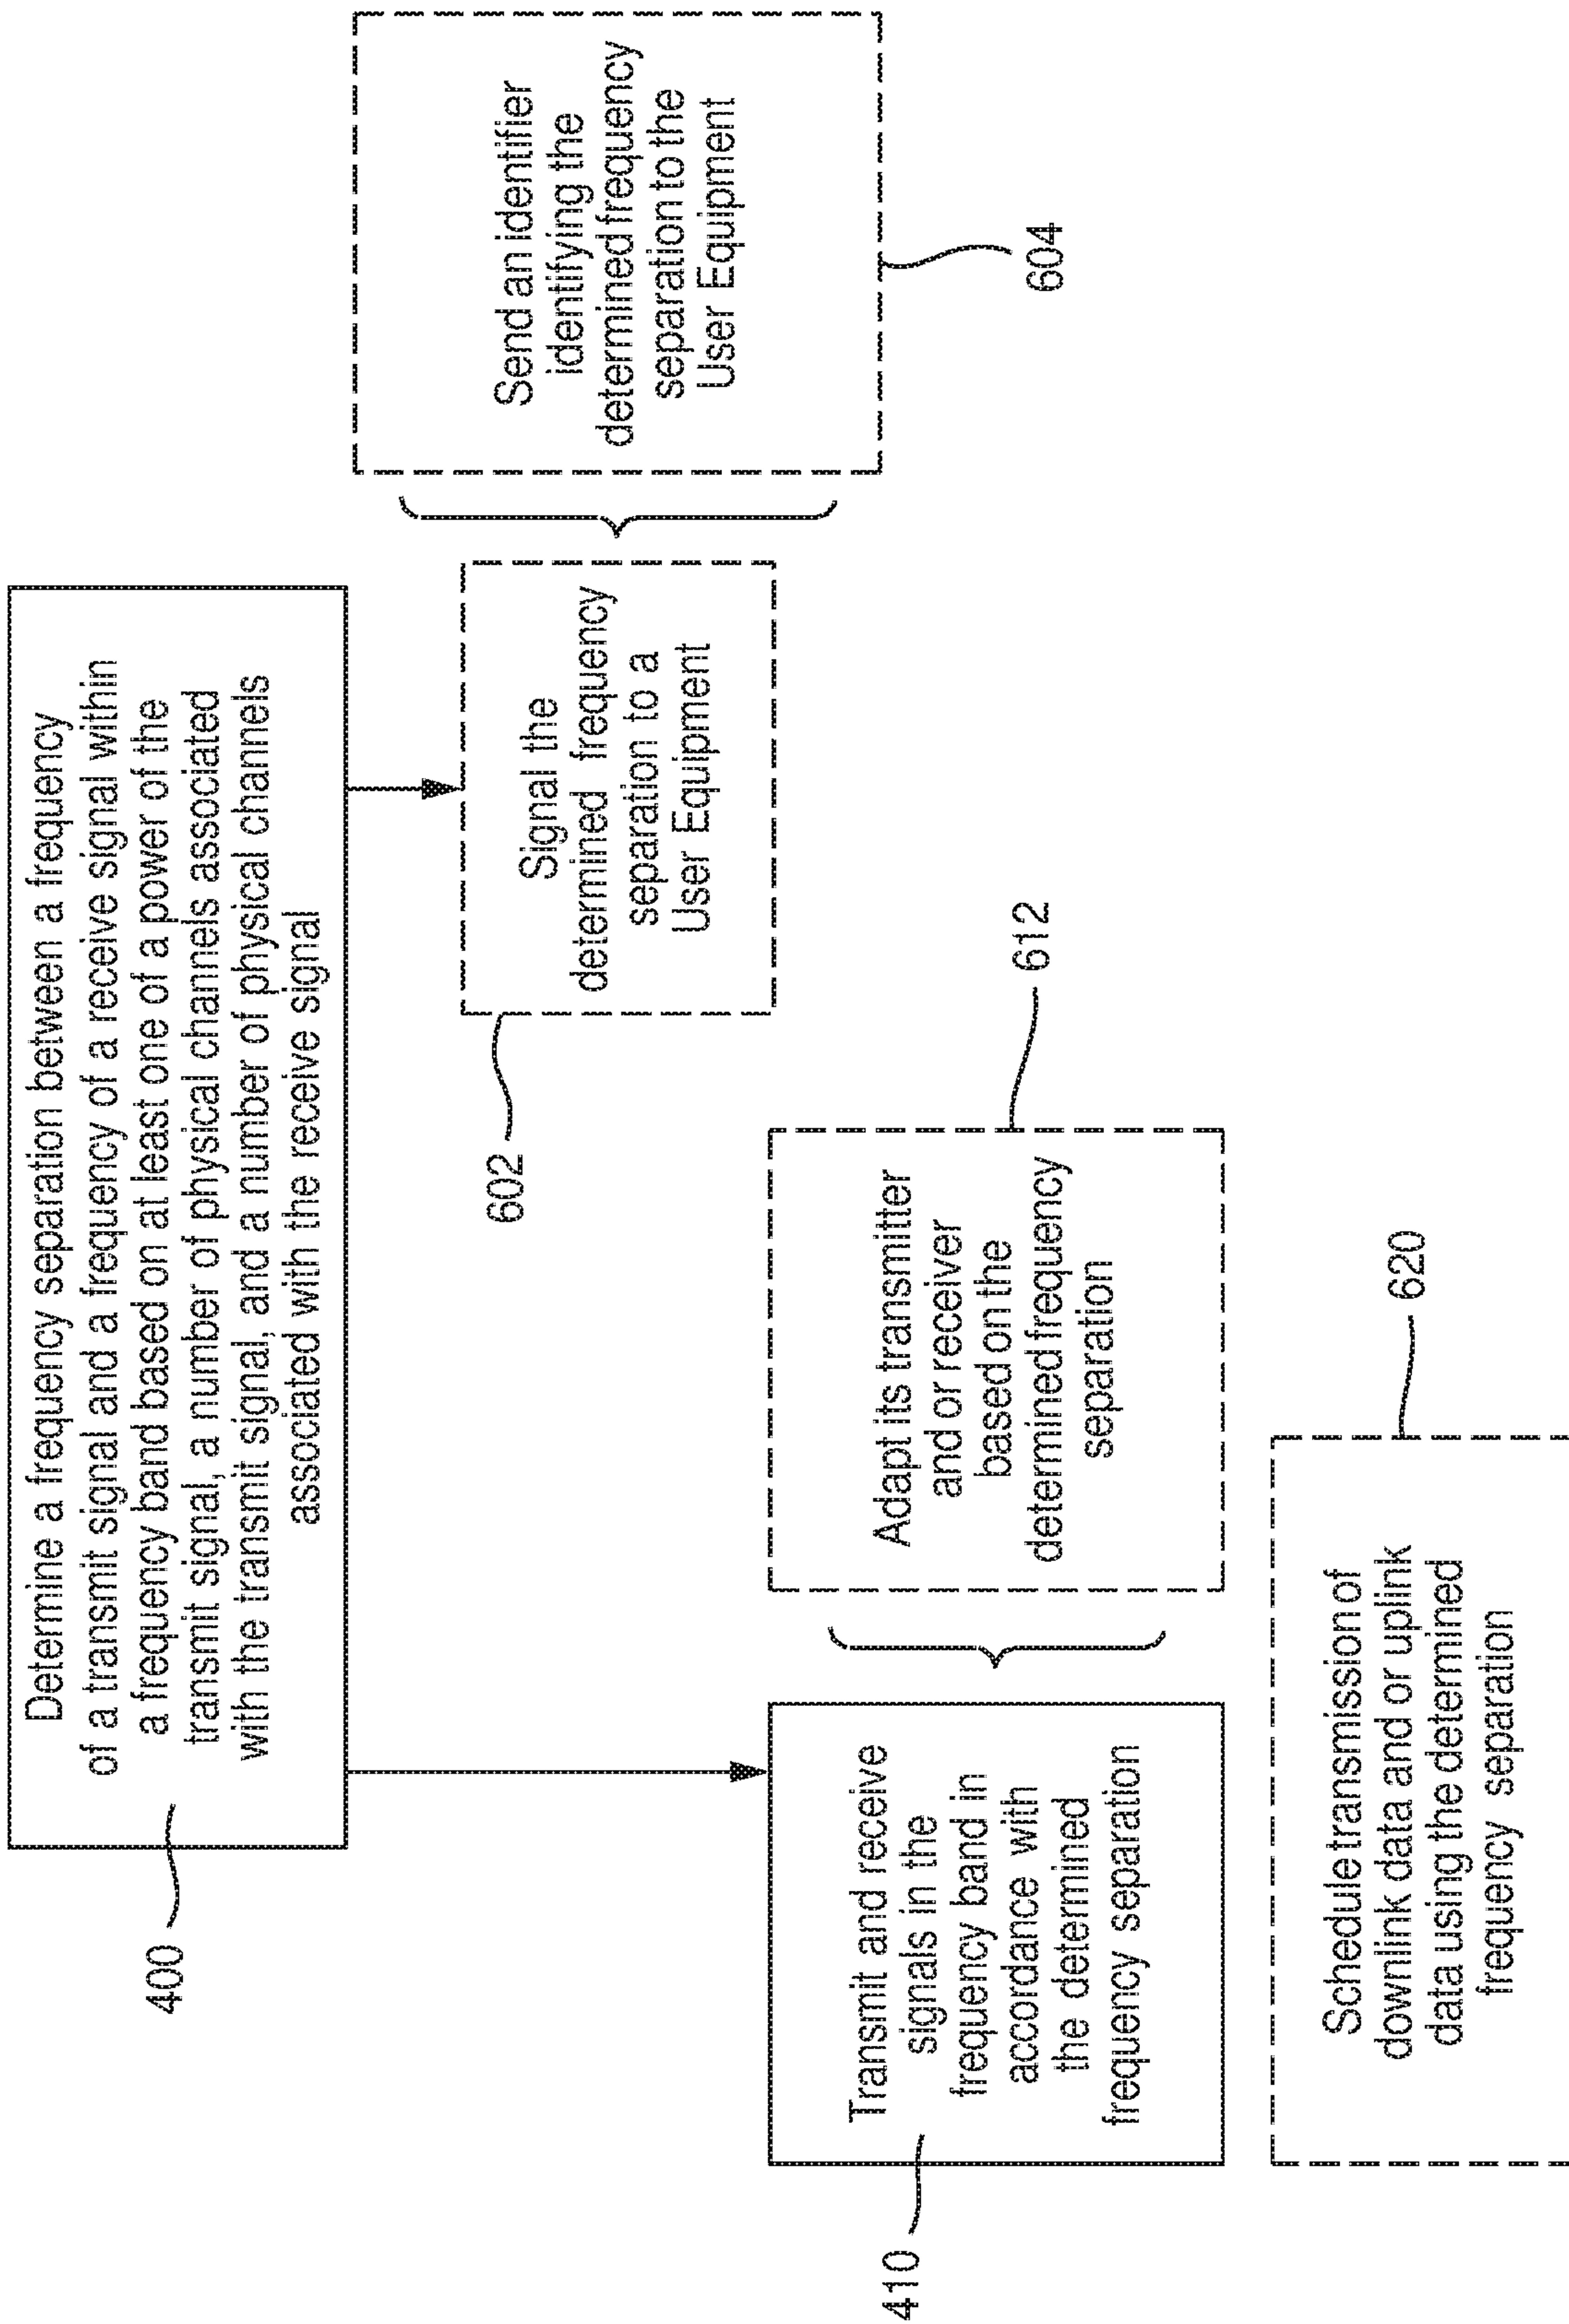 Determine a frequency separation between a frequency
of a transmit signal and a frequency of a receive signal within
a frequency band based on at least one of a power of the
transmit signal, a number of physical channels associated
with the transmit signal, and a number of physical channels
associated with the receive signal
400
Signal the
determined frequency
separation to a
User Equipment
602
Send an identifier
identifying the
determined frequency
separation to the
User Equipment
604
Transmit and receive
signals in the
frequency band in
accordance with
the determined
frequency separation
410
Adapt its transmitter
and or receiver
based on the
determined frequency
separation
612
Schedule transmission of
downlink data and or uplink
data using the determined
frequency separation
620